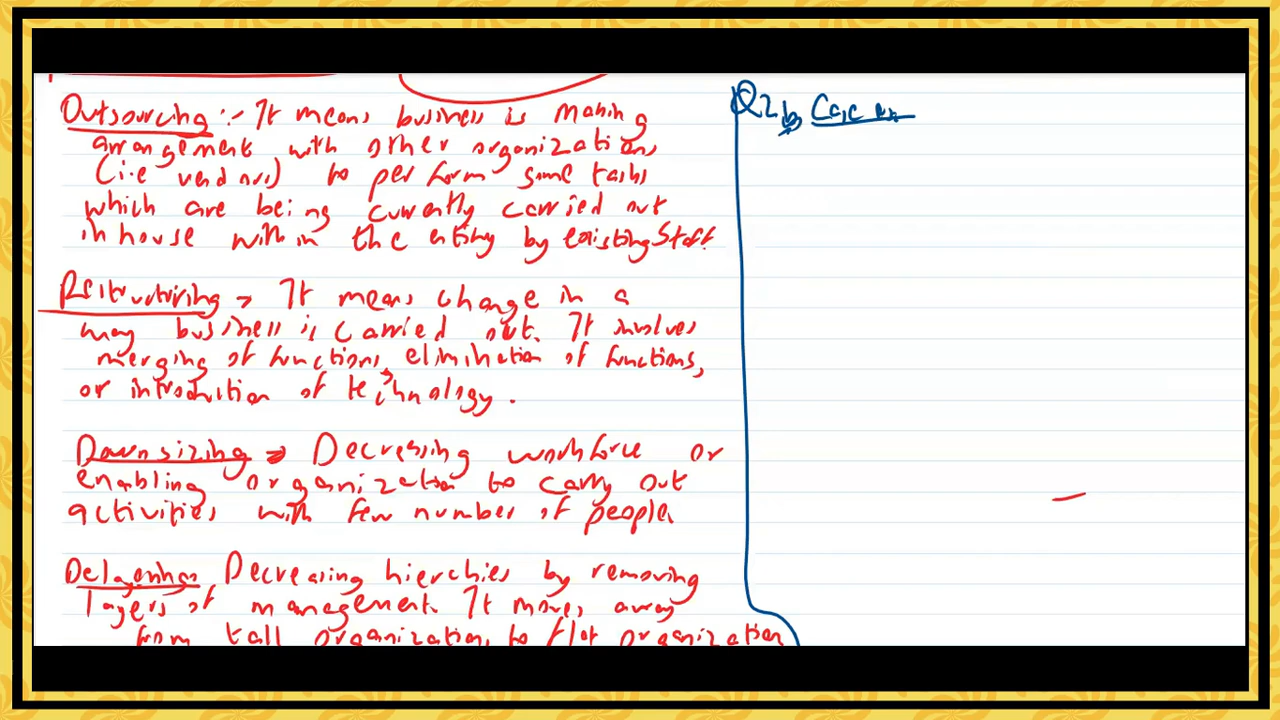 Outsourcing :- It means business is making
arrangement with other organizations
(i.e vendors) to perform some tasks
which are being currently carried out
inhouse within the entity by existing staff.
Restructuring → It means change in a
way business is carried out. It involves
merging of functions, elimination of functions,
or introduction of technology.
Downsizing → Decreasing workforce or
enabling organization to carry out
activities with few number of people.
Decreasing hierchies by removing
layers of management. It moves away
from tall organization, to flat organization
Q2 b,